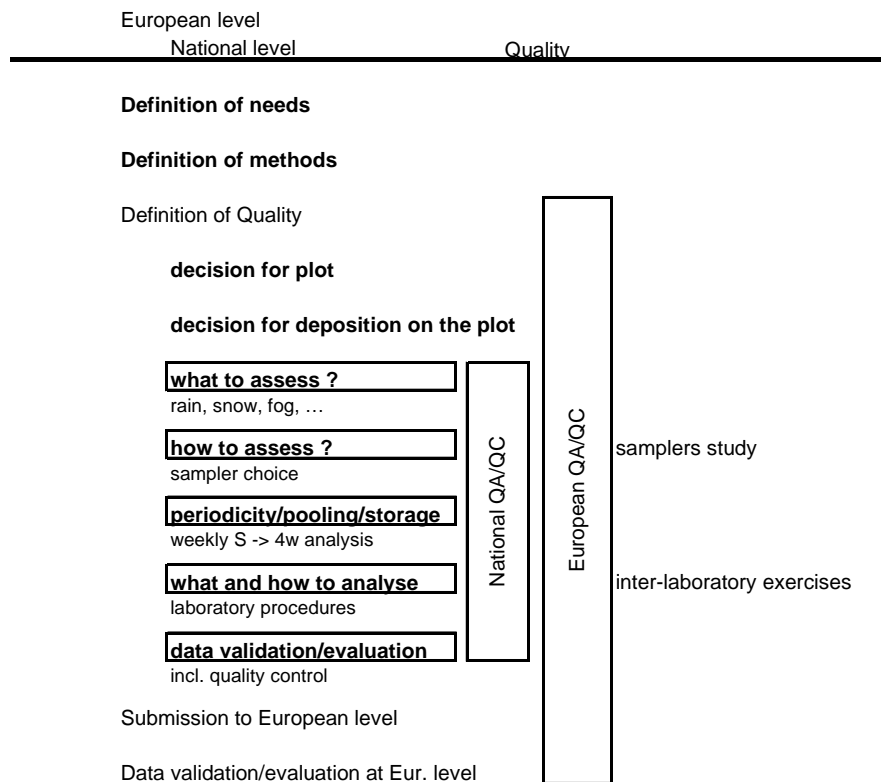 European level
National level Quality
Definition of needs
Definition of methods
Definition of Quality
decision for plot
decision for deposition on the plot
what to assess ?
rain, snow, fog, …
how to assess ?
sampler choice
samplers study
periodicity/pooling/storage
weekly S -> 4w analysis
what and how to analyse
laboratory procedures
inter-laboratory exercises
data validation/evaluation
incl. quality control
National QA/QC
European QA/QC
Submission to European level
Data validation/evaluation at Eur. level